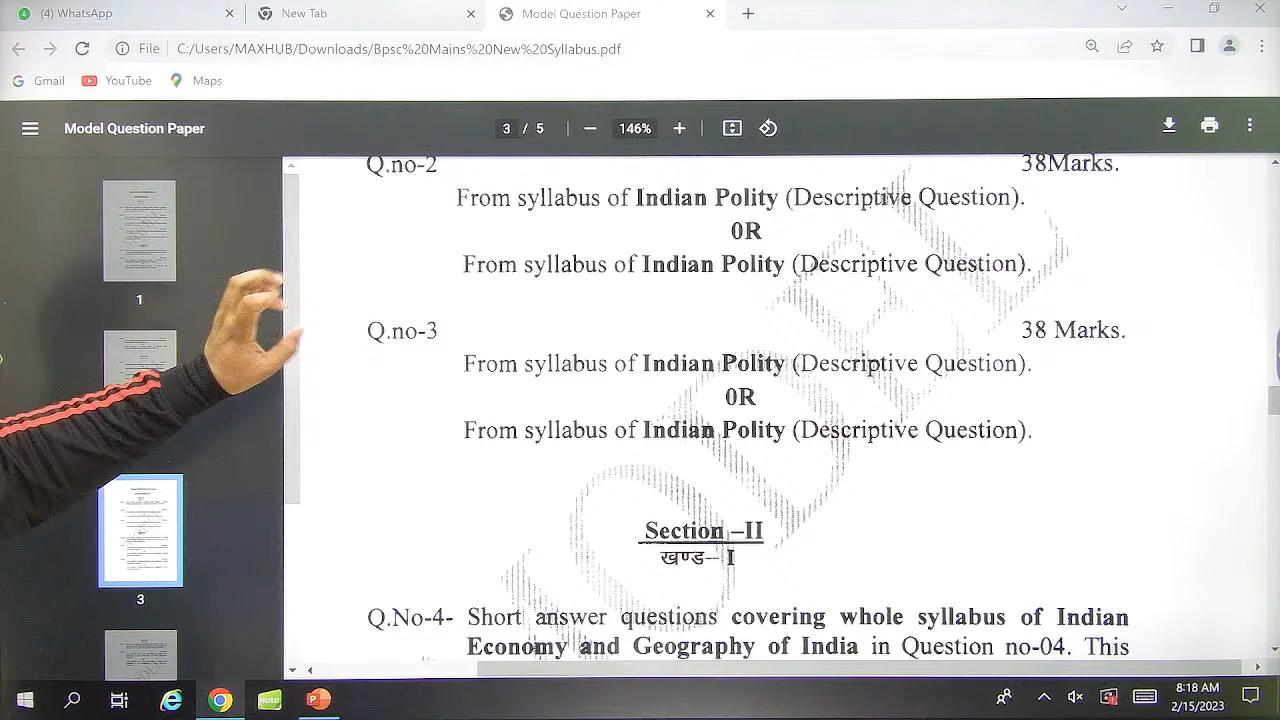 (4) WhatsApp
New Tab
Model Question Paper
File C:/Users/MAXHUB/Downloads/Bpsc%20Mains%20New%20Syllabus.pdf
Gmail YouTube Maps
Model Question Paper 3 / 5 146%
Q.no-2 38Marks.
From syllabus of Indian Polity (Descriptive Question).
0R
From syllabus of Indian Polity (Descriptive Question).
1
Q.no-3 38 Marks.
From syllabus of Indian Polity (Descriptive Question).
0R
From syllabus of Indian Polity (Descriptive Question).
Section –II
खण्ड– I
3
Q.No-4- Short answer questions covering whole syllabus of Indian
Economy and Geography of India in Question no-04. This
Note
8:18 AM
2/15/2023